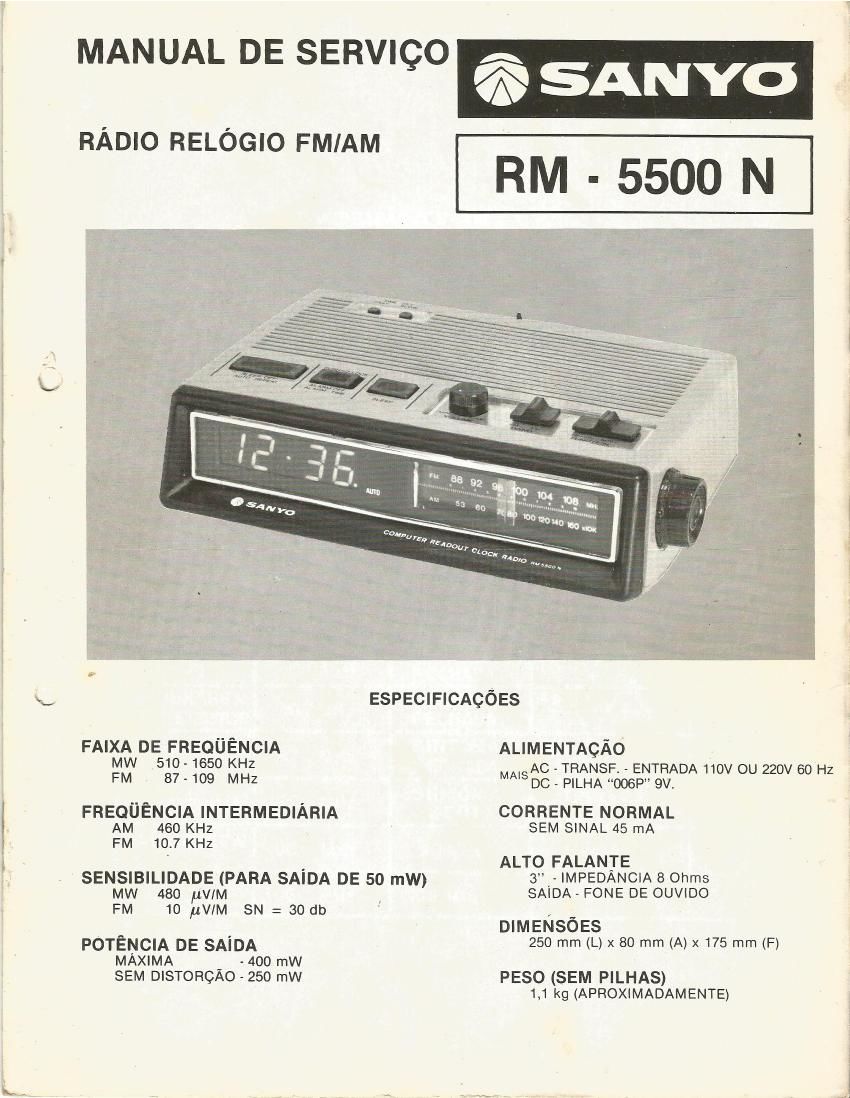 MANUAL DE SERVIÇO
SANYO
RÁDIO RELÓGIO FM/AM
RM - 5500 N
SLEEP
12·36.
AUTO
FM 88 92 96 100 104 108 MHz
AM 53 60 70 80 100 120 140 160 x10K
SANYO
COMPUTER READOUT CLOCK RADIO RM 5500 N
ESPECIFICAÇÕES
FAIXA DE FREQÜÊNCIA
MW 510 - 1650 KHz
FM 87 - 109 MHz
FREQÜÊNCIA INTERMEDIÁRIA
AM 460 KHz
FM 10.7 KHz
SENSIBILIDADE (PARA SAÍDA DE 50 mW)
MW 480 µV/M
FM 10 µV/M SN = 30 db
POTÊNCIA DE SAÍDA
MÁXIMA - 400 mW
SEM DISTORÇÃO - 250 mW
ALIMENTAÇÃO
MAIS AC - TRANSF. - ENTRADA 110V OU 220V 60 Hz
DC - PILHA “006P” 9V.
CORRENTE NORMAL
SEM SINAL 45 mA
ALTO FALANTE
3’’ - IMPEDÂNCIA 8 Ohms
SAÍDA - FONE DE OUVIDO
DIMENSÕES
250 mm (L) x 80 mm (A) x 175 mm (F)
PESO (SEM PILHAS)
1,1 kg (APROXIMADAMENTE)